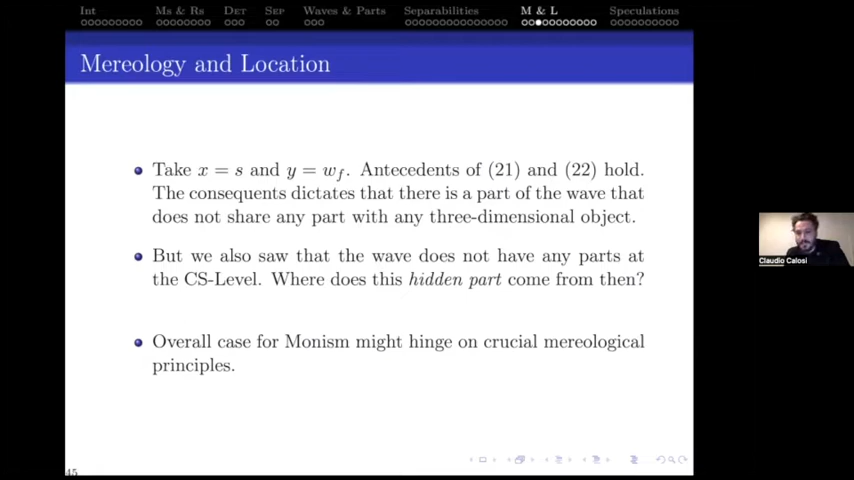 Int Ms & Rs Det Sep Waves & Parts Separabilities M & L Speculations
Mereology and Location
Take x = s and y = w_f. Antecedents of (21) and (22) hold.
The consequents dictates that there is a part of the wave that
does not share any part with any three-dimensional object.
But we also saw that the wave does not have any parts at
the CS-Level. Where does this hidden part come from then?
Overall case for Monism might hinge on crucial mereological
principles.
45
Claudio Calosi